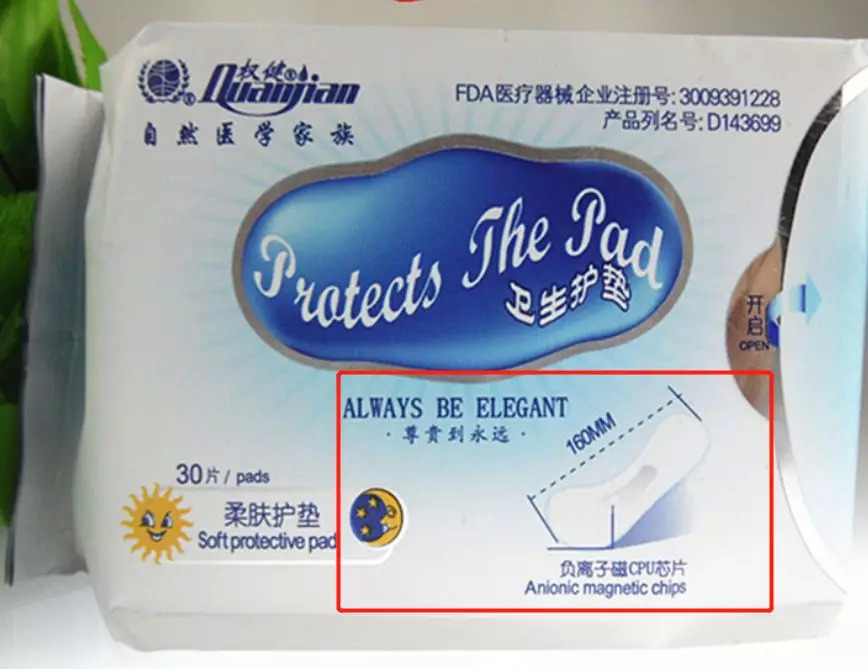 权健®
Quanjian
自然医学家族
FDA医疗器械企业注册号: 3009391228
产品列名号: D143699
Protects The Pad
卫生护垫
开启
OPEN
ALWAYS BE ELEGANT
·尊贵到永远·
160MM
30片/ pads
柔肤护垫
Soft protective pad
负离子磁CPU芯片
Anionic magnetic chips